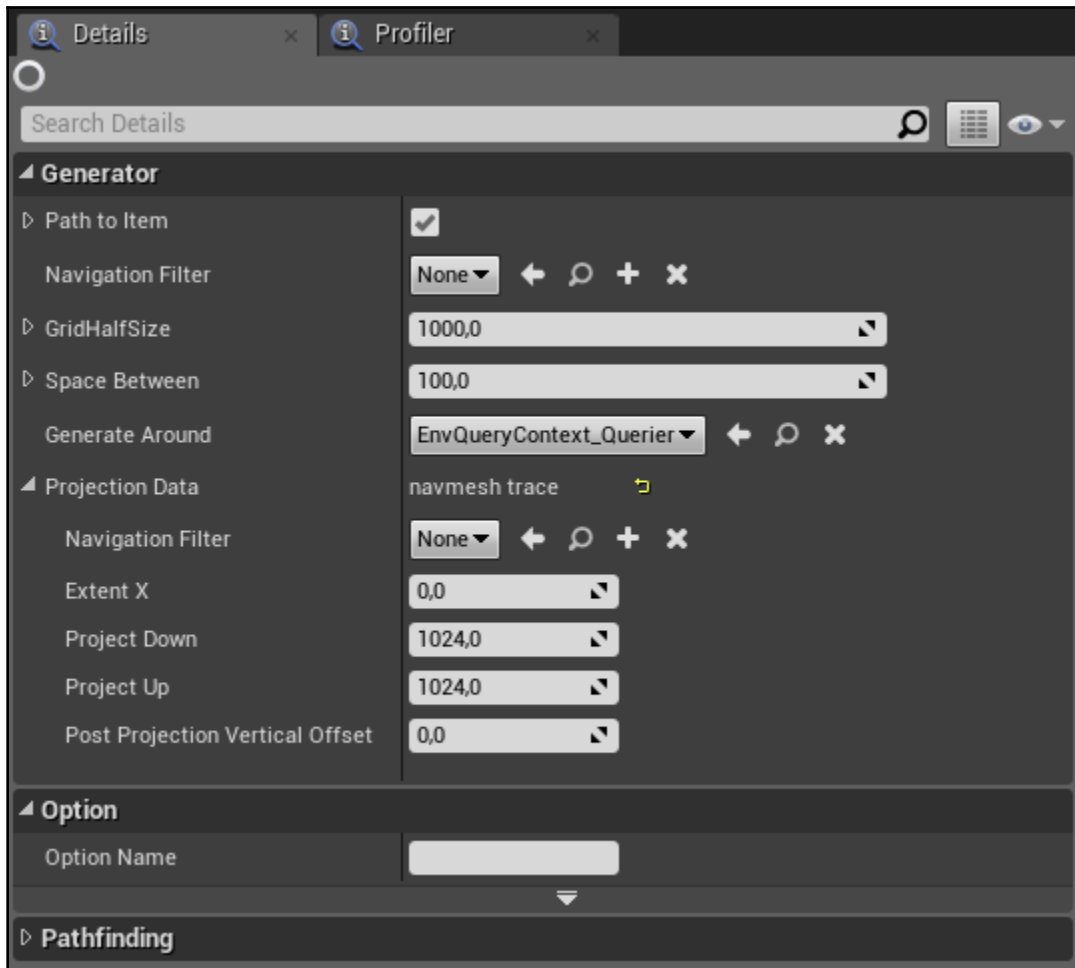 Details Profiler
Search Details
Generator
Path to Item
Navigation Filter None
GridHalfSize 1000,0
Space Between 100,0
Generate Around EnvQueryContext_Querier
Projection Data navmesh trace
Navigation Filter None
Extent X 0,0
Project Down 1024,0
Project Up 1024,0
Post Projection Vertical Offset 0,0
Option
Option Name
Pathfinding